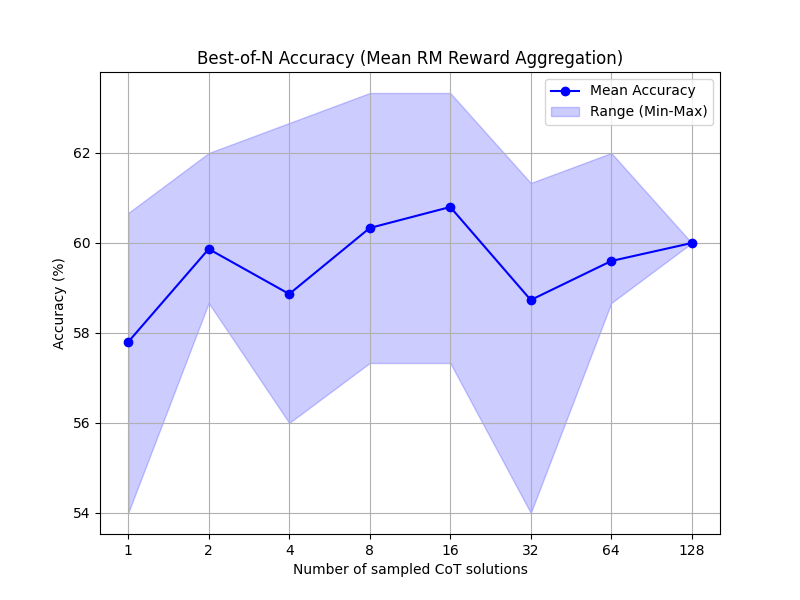 Best-of-N Accuracy (Mean RM Reward Aggregation)
Mean Accuracy
Range (Min-Max)
Accuracy (%)
62
60
58
56
54
1 2 4 8 16 32 64 128
Number of sampled CoT solutions